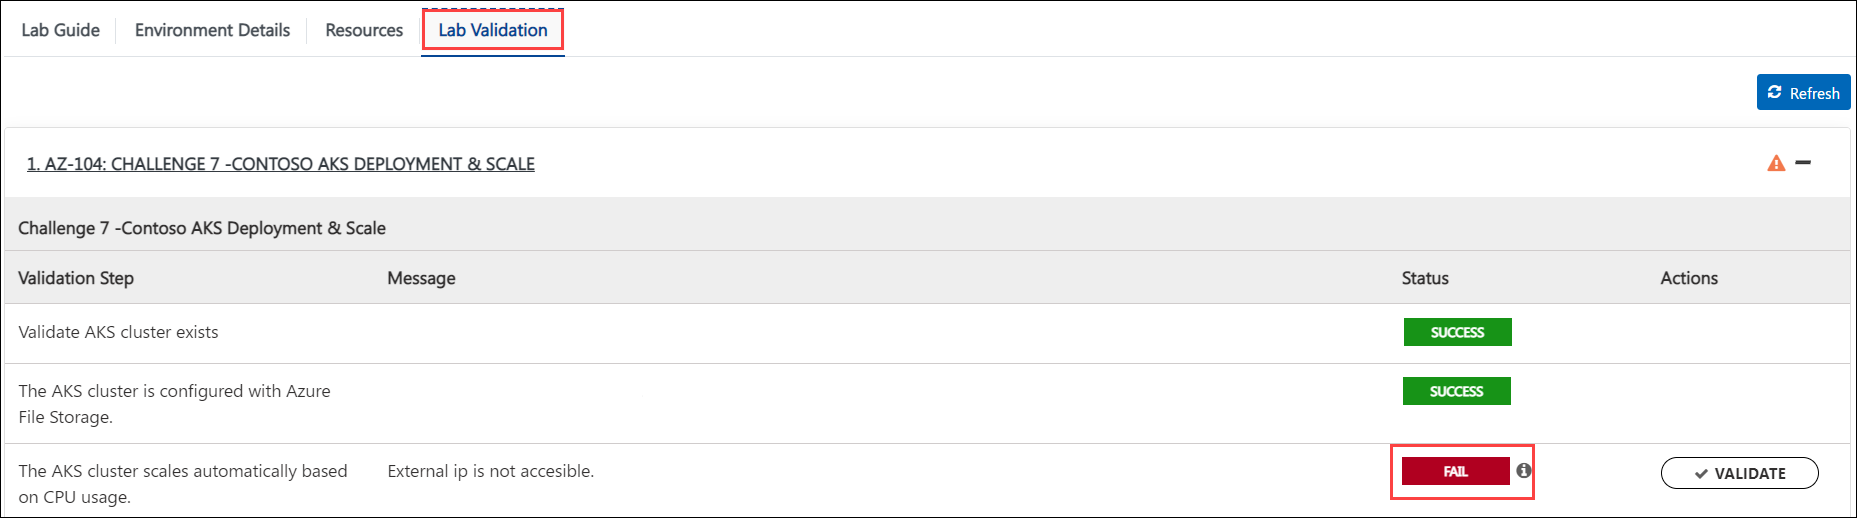 Lab Guide
Environment Details
Resources
Lab Validation
Refresh
1. AZ-104: CHALLENGE 7 -CONTOSO AKS DEPLOYMENT & SCALE
Challenge 7 -Contoso AKS Deployment & Scale
Validation Step
Message
Status
Actions
Validate AKS cluster exists
SUCCESS
The AKS cluster is configured with Azure
File Storage.
SUCCESS
The AKS cluster scales automatically based
on CPU usage.
External ip is not accesible.
FAIL
VALIDATE